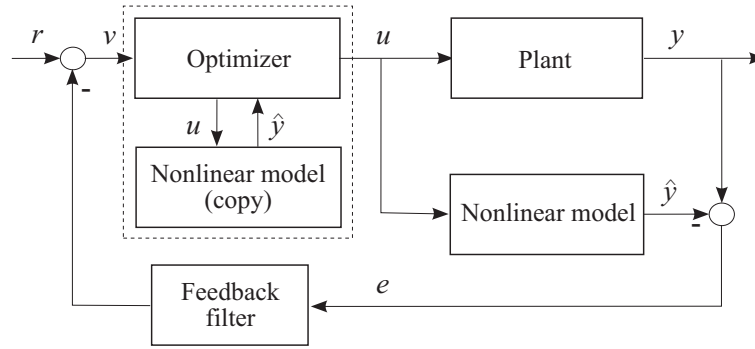 r
v
Optimizer
u
Plant
y
-
u
ŷ
Nonlinear model
(copy)
Nonlinear model
ŷ
-
Feedback
filter
e